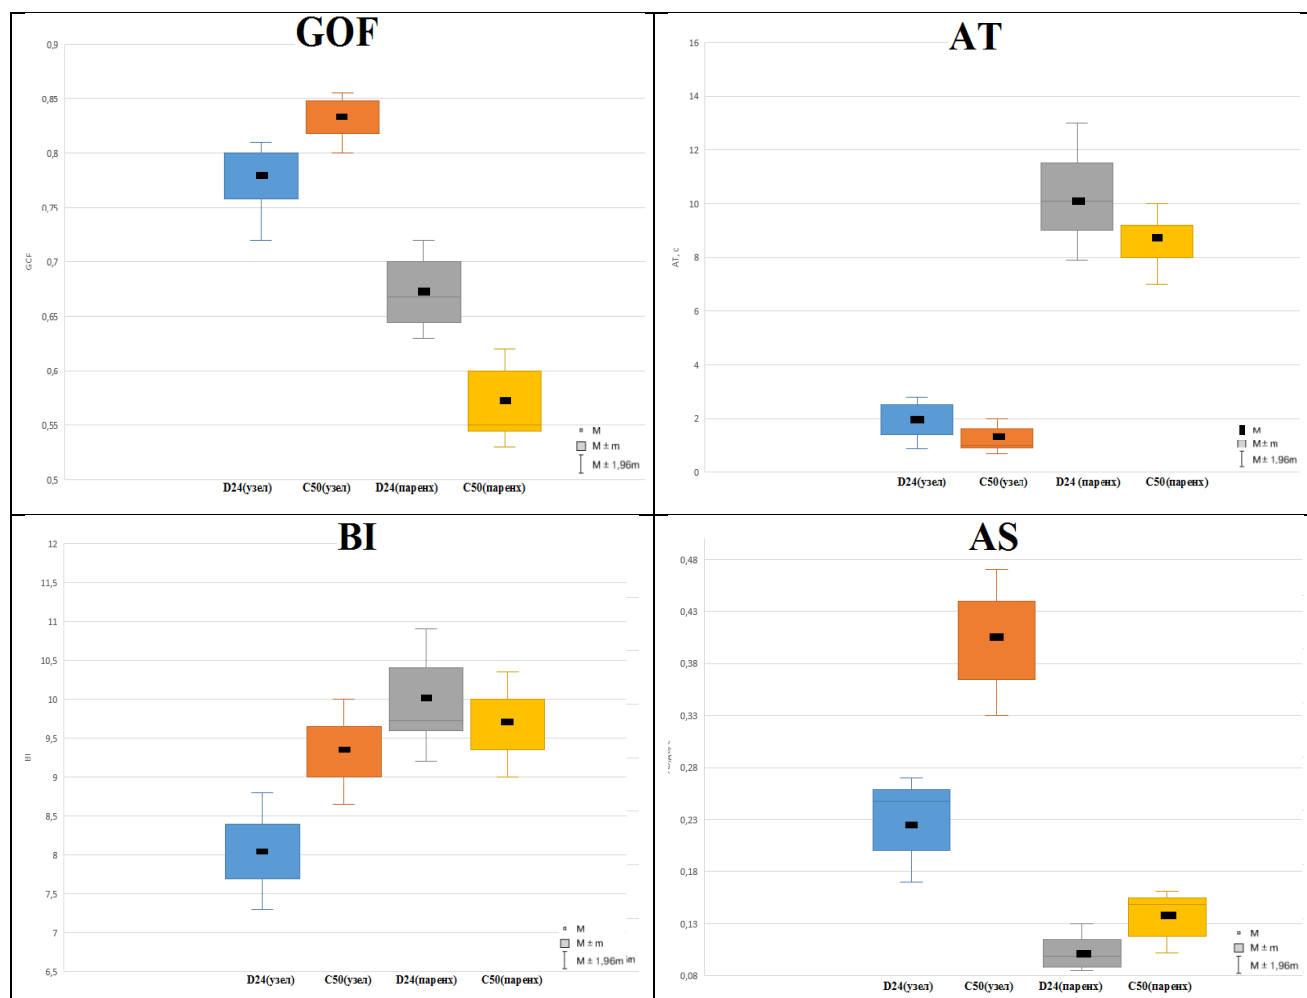 GOF
0,9
0,85
0,8
0,75
0,7
0,65
0,6
0,55
0,5
GCF
M
M ± m
M ± 1,96m
D24(узел) C50(узел) D24(паренх) C50(паренх)
AT
16
14
12
10
8
6
4
2
0
AT, c
M
M ± m
M ± 1,96m
D24(узел) C50(узел) D24 (паренх) C50(паренх)
BI
12
11,5
11
10,5
10
9,5
9
8,5
8
7,5
7
6,5
BI
M
M ± m
M ± 1,96m
D24(узел) C50(узел) D24(паренх) C50(паренх)
AS
0,48
0,43
0,38
0,33
0,28
0,23
0,18
0,13
0,08
M
M ± m
M ± 1,96m
D24(узел) C50(узел) D24(паренх) C50(паренх)